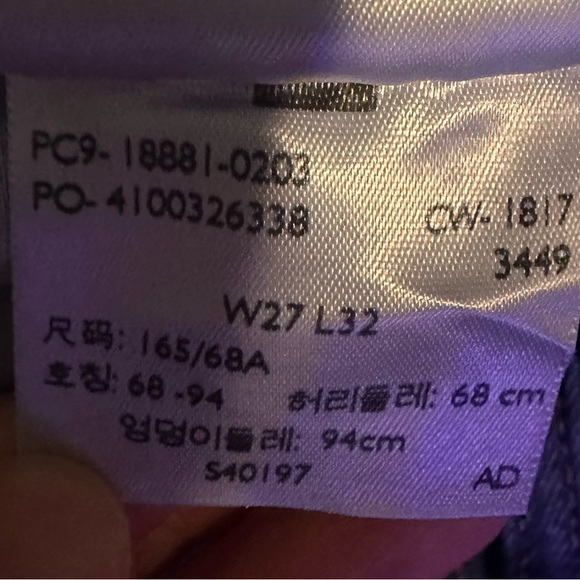 PC9-18881-0203
PO-4100326338
CW-1817
3449
W27 L32
尺码: 165/68A
호칭: 68-94 허리둘레: 68 cm
엉덩이둘레: 94cm
S40197
AD